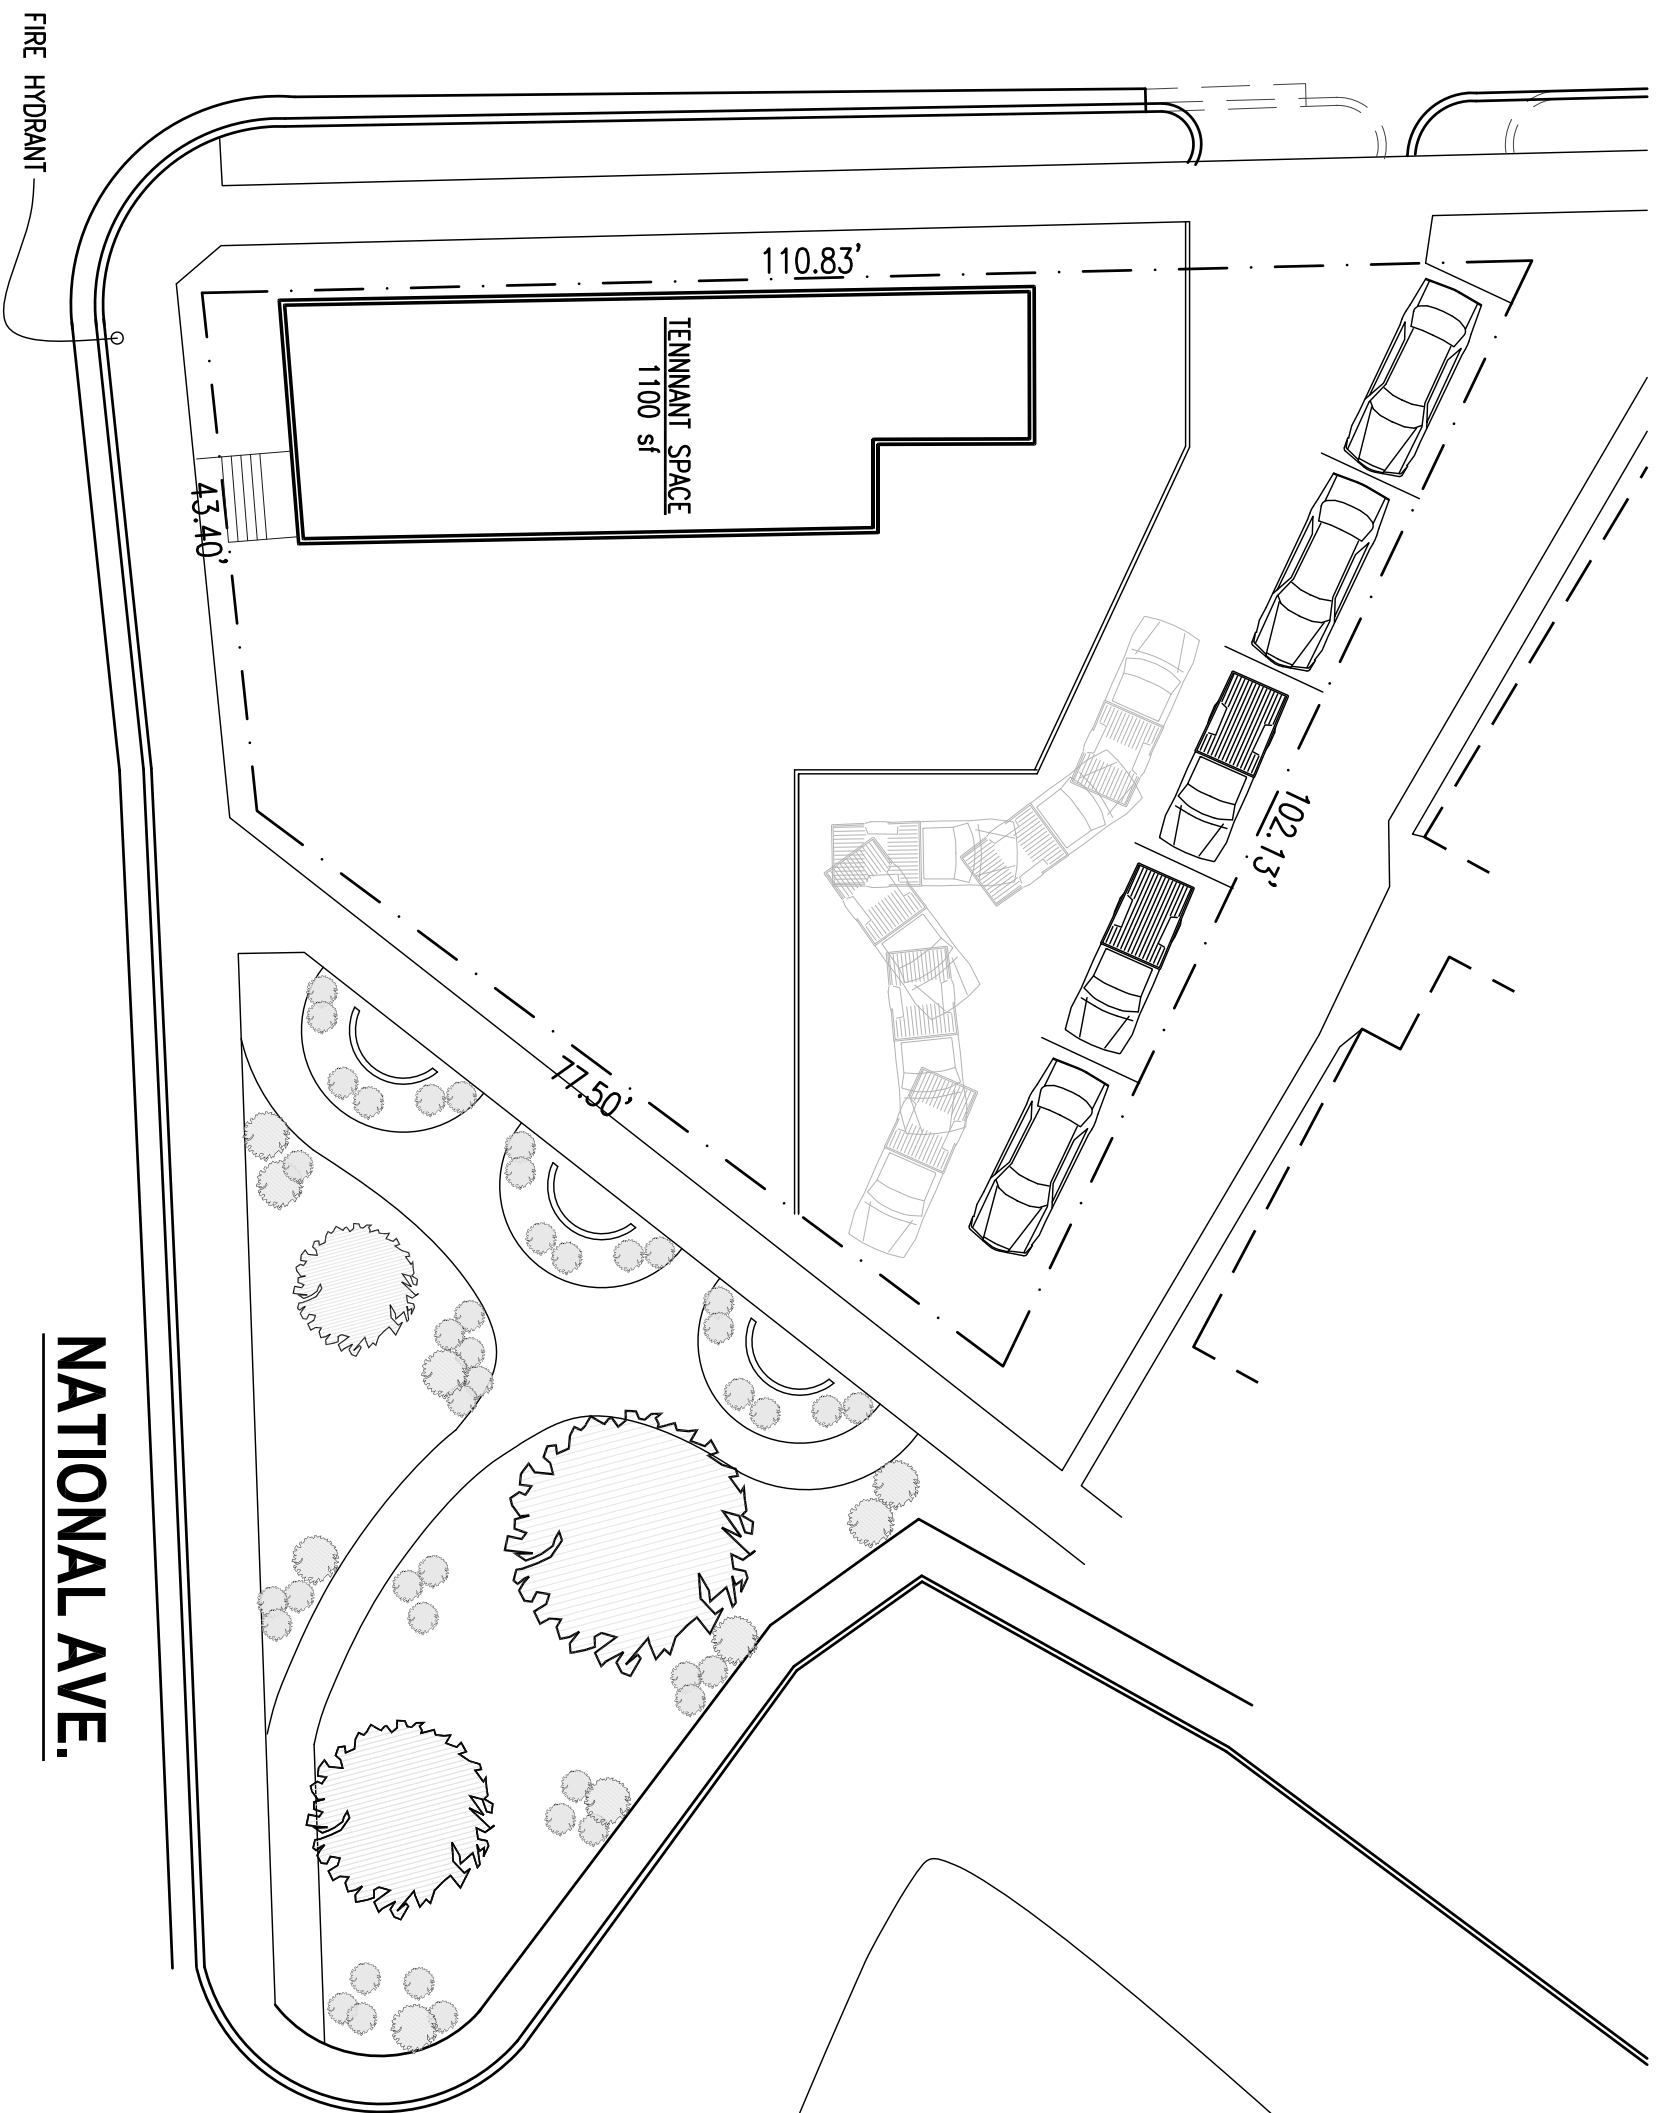 FIRE HYDRANT
110.83'
TENNNANT SPACE
1100 sf
43.40'
102.13'
77.50'
NATIONAL AVE.